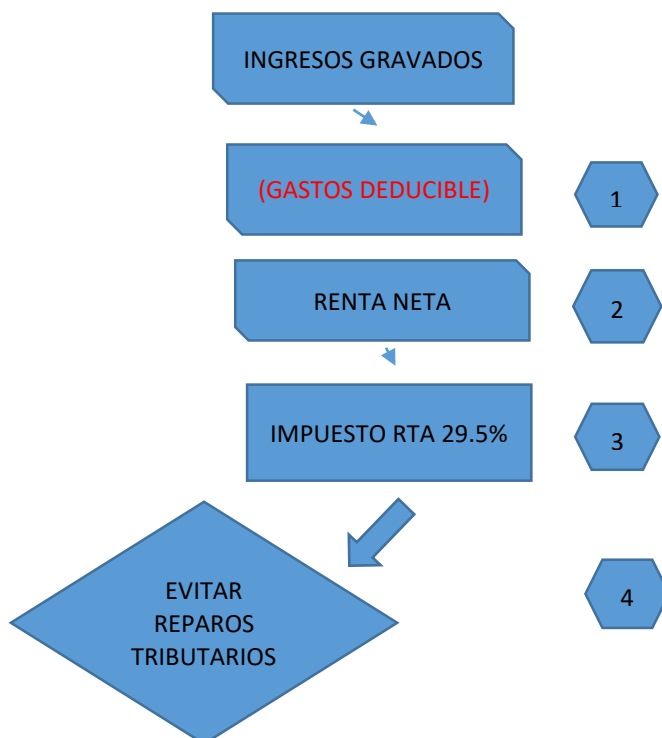 INGRESOS GRAVADOS
(GASTOS DEDUCIBLE)
1
RENTA NETA
2
IMPUESTO RTA 29.5%
3
EVITAR
REPAROS
TRIBUTARIOS
4